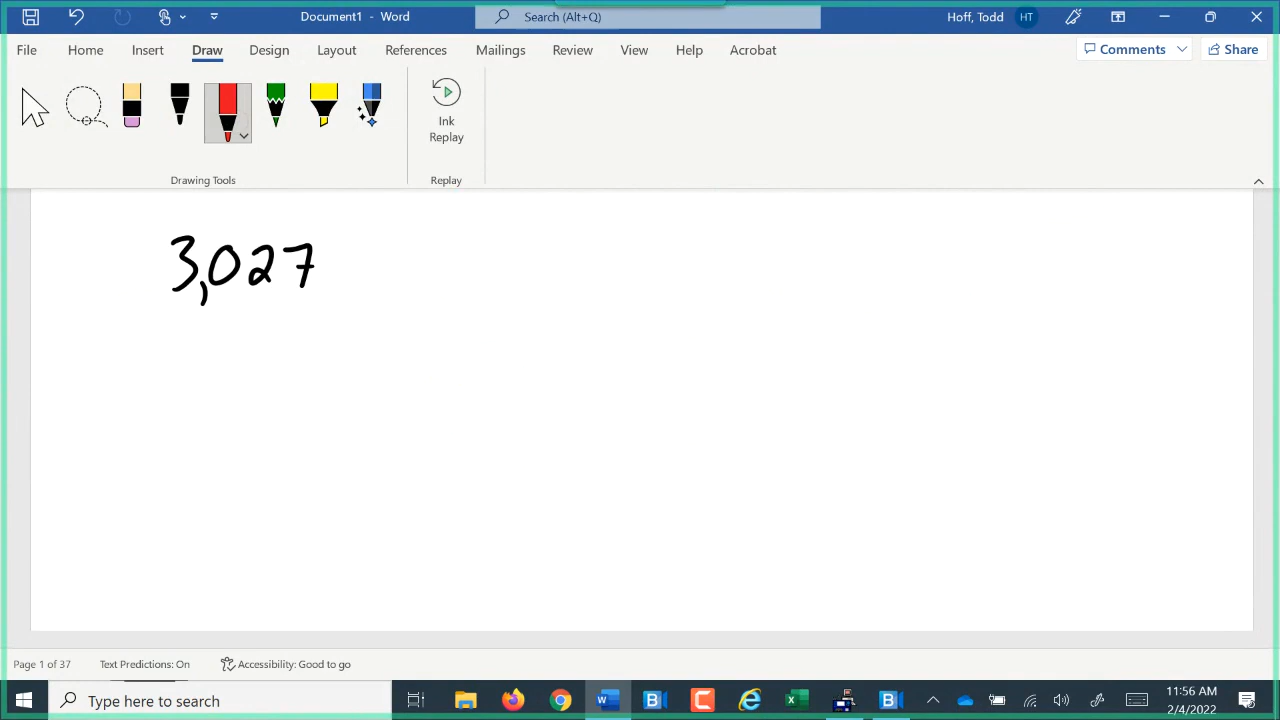 Document1 - Word
Search (Alt+Q)
Hoff, Todd
HT
File Home Insert Draw Design Layout References Mailings Review View Help Acrobat
Comments
Share
Ink
Replay
Drawing Tools
Replay
3,027
Page 1 of 37
Text Predictions: On
Accessibility: Good to go
Type here to search
11:56 AM
2/4/2022